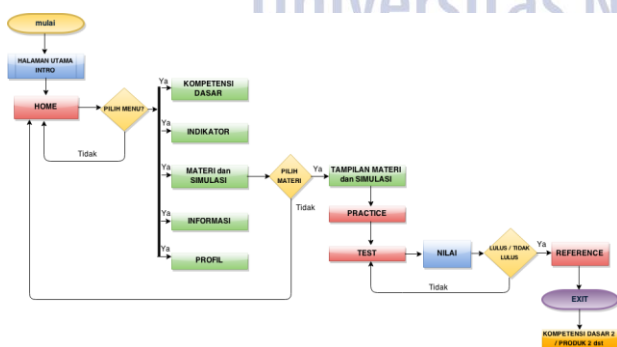 mulai
HALAMAN UTAMA
INTRO
HOME
PILIH MENU?
Tidak
Ya
KOMPETENSI
DASAR
Ya
INDIKATOR
Ya
MATERI dan
SIMULASI
Ya
INFORMASI
Ya
PROFIL
PILIH
MATERI
Tidak
Ya
TAMPILAN MATERI
dan SIMULASI
PRACTICE
TEST
NILAI
LULUS / TIDAK
LULUS
Tidak
Ya
REFERENCE
EXIT
KOMPETENSI DASAR 2
/ PRODUK 2 dst